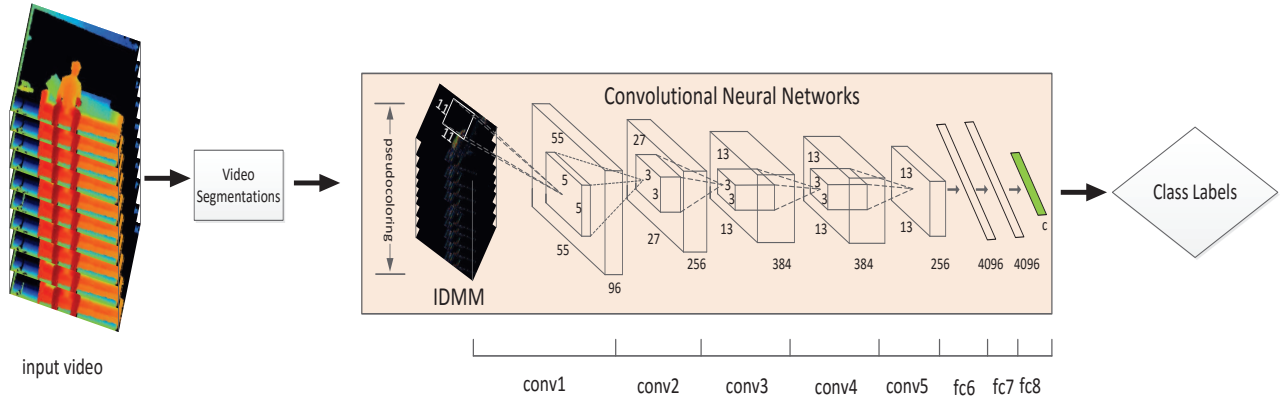 input video
Video
Segmentations
Convolutional Neural Networks
pseudocoloring
11
11
IDMM
55
5
5
55
96
27
3
3
27
256
13
3
3
13
384
13
3
3
13
384
13
13
256
4096
4096
c
Class Labels
conv1
conv2
conv3
conv4
conv5
fc6
fc7
fc8